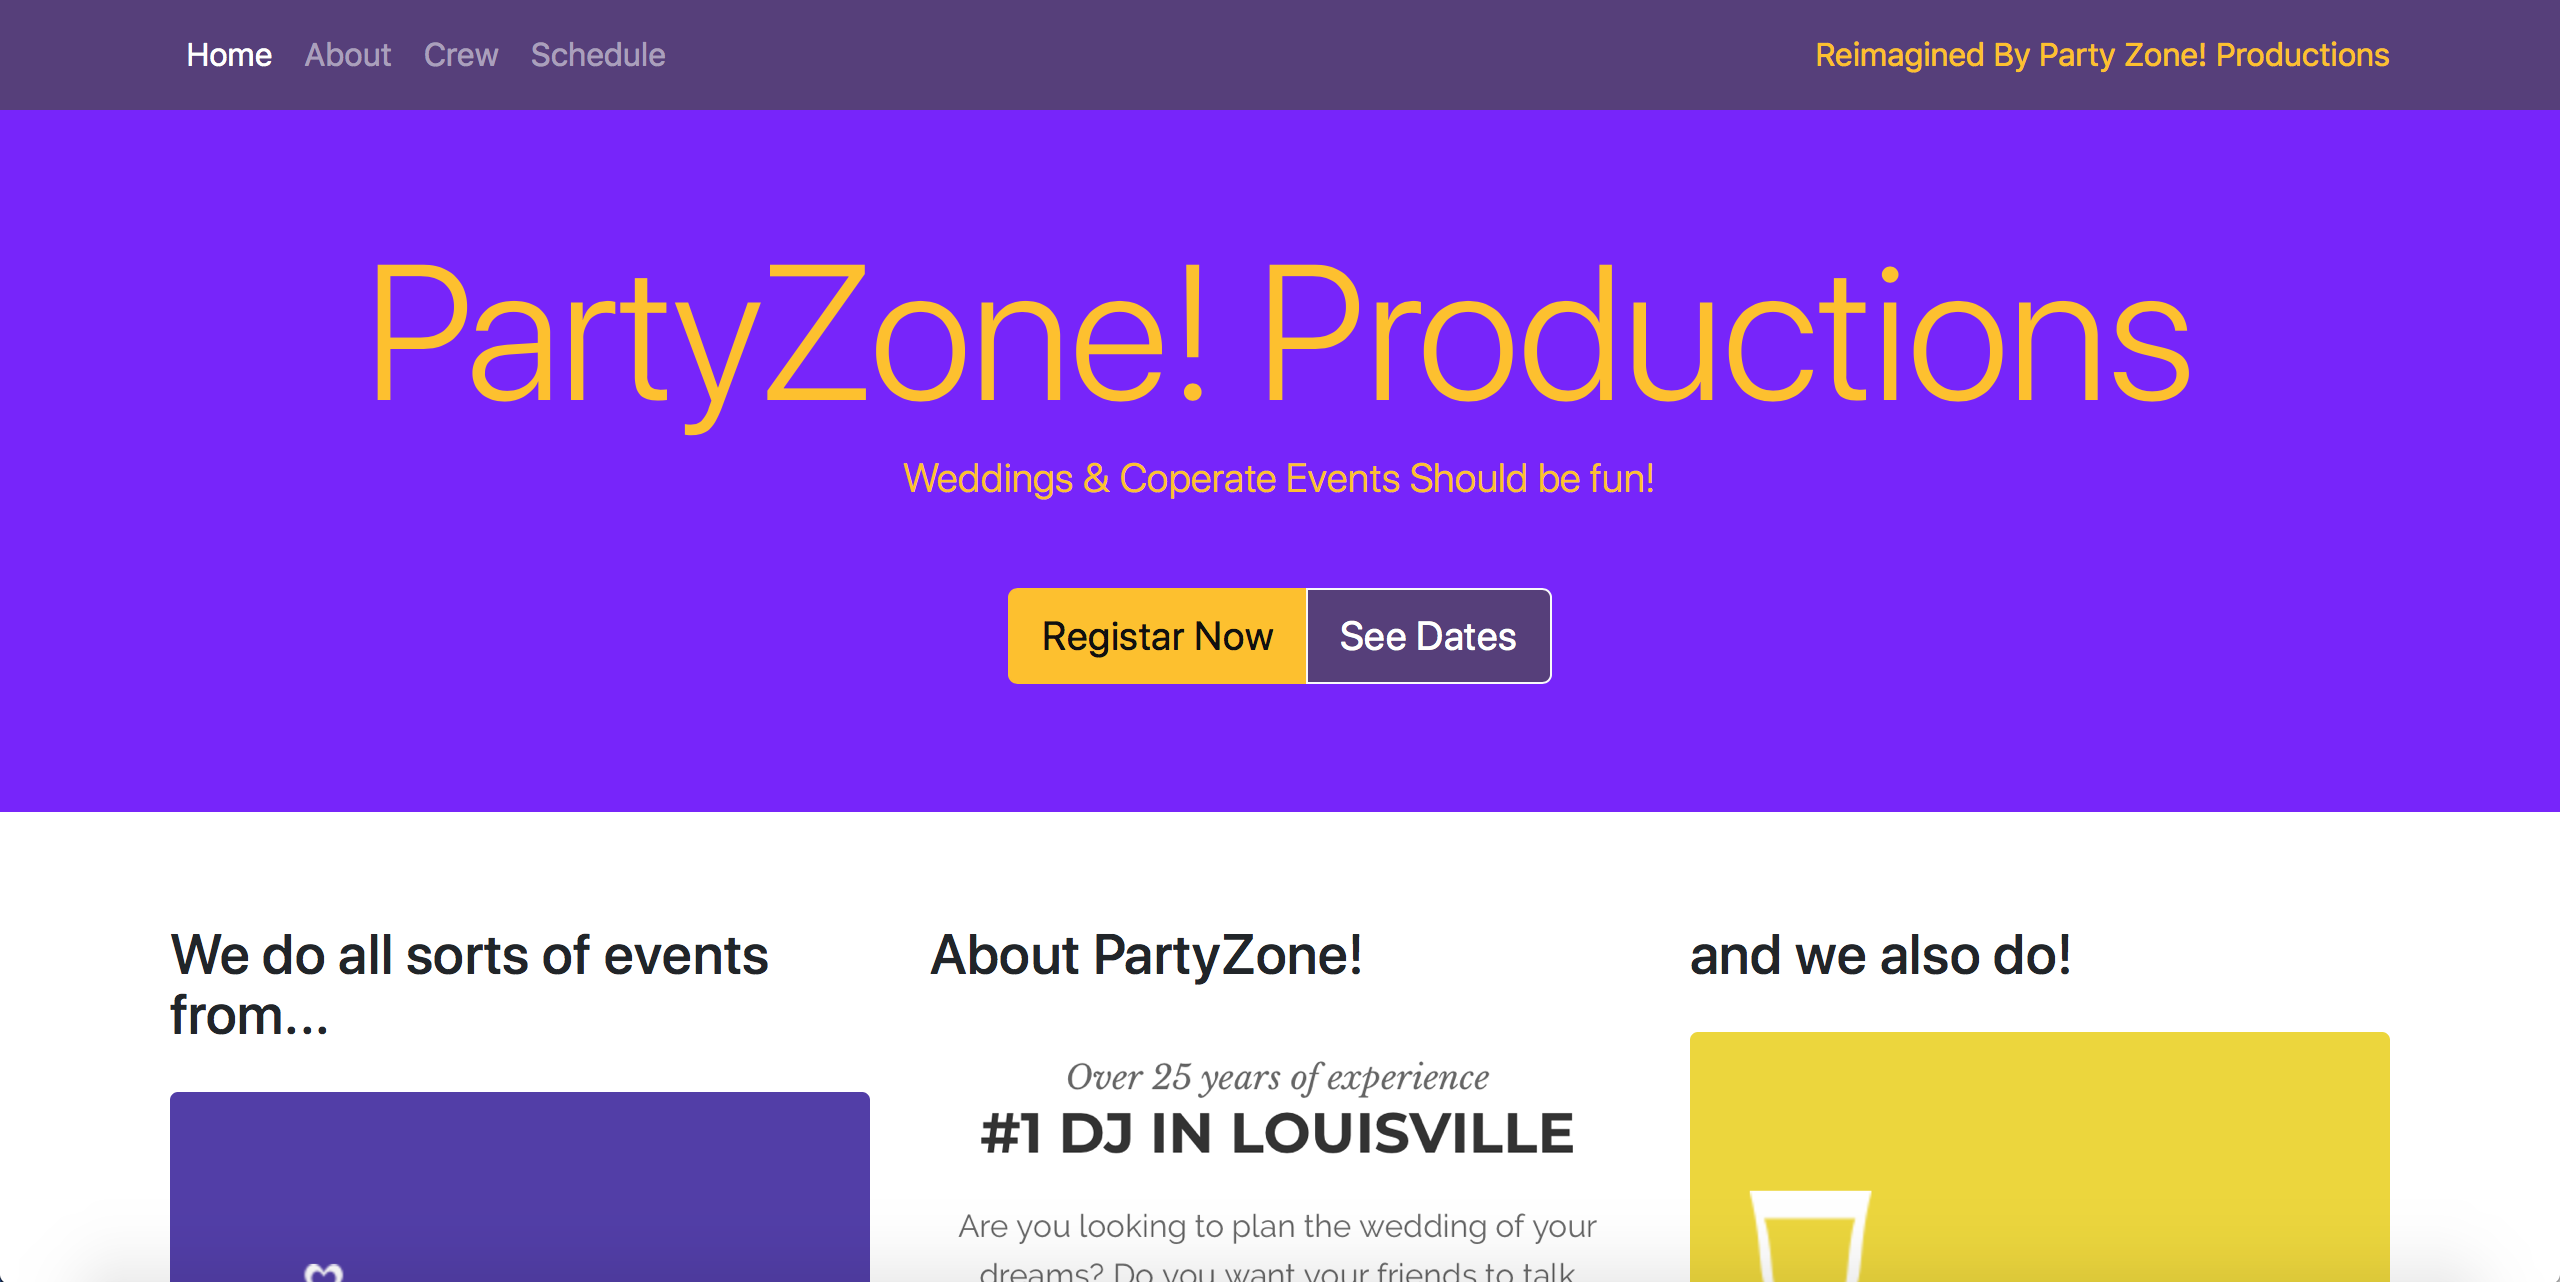 Home About Crew Schedule Reimagined By Party Zone! Productions
PartyZone! Productions
Weddings & Coperate Events Should be fun!
Registar Now See Dates
We do all sorts of events
from...
About PartyZone!
Over 25 years of experience
#1 DJ IN LOUISVILLE
Are you looking to plan the wedding of your
dreams? Do you want your friends to talk
and we also do!